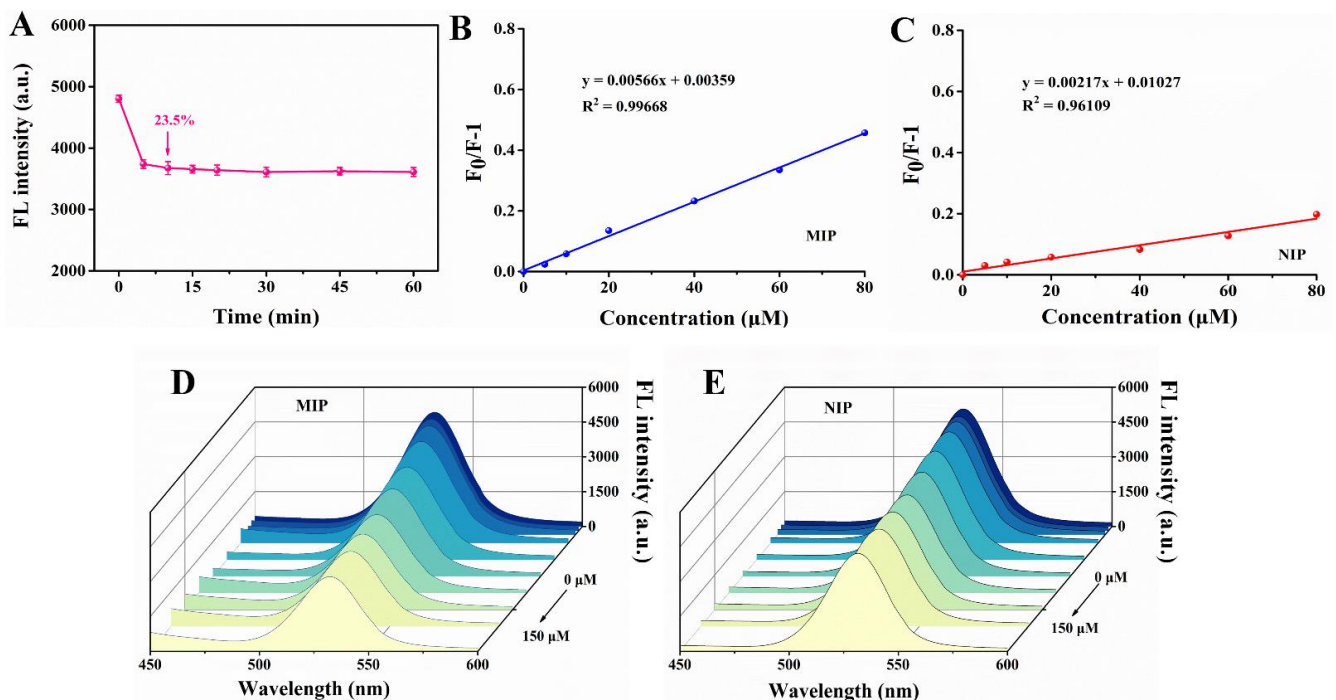 A
FL intensity (a.u.)
6000
5000
4000
3000
2000
23.5%
0 15 30 45 60
Time (min)
B
F0/F-1
0.8
0.6
0.4
0.2
0.0
y = 0.00566x + 0.00359
R² = 0.99668
MIP
0 20 40 60 80
Concentration (μM)
C
F0/F-1
0.8
0.6
0.4
0.2
0.0
y = 0.00217x + 0.01027
R² = 0.96109
NIP
0 20 40 60 80
Concentration (μM)
D
MIP
6000
4500
3000
1500
0
FL intensity (a.u.)
0 μM
150 μM
450 500 550 600
Wavelength (nm)
E
NIP
6000
4500
3000
1500
0
FL intensity (a.u.)
0 μM
150 μM
450 500 550 600
Wavelength (nm)